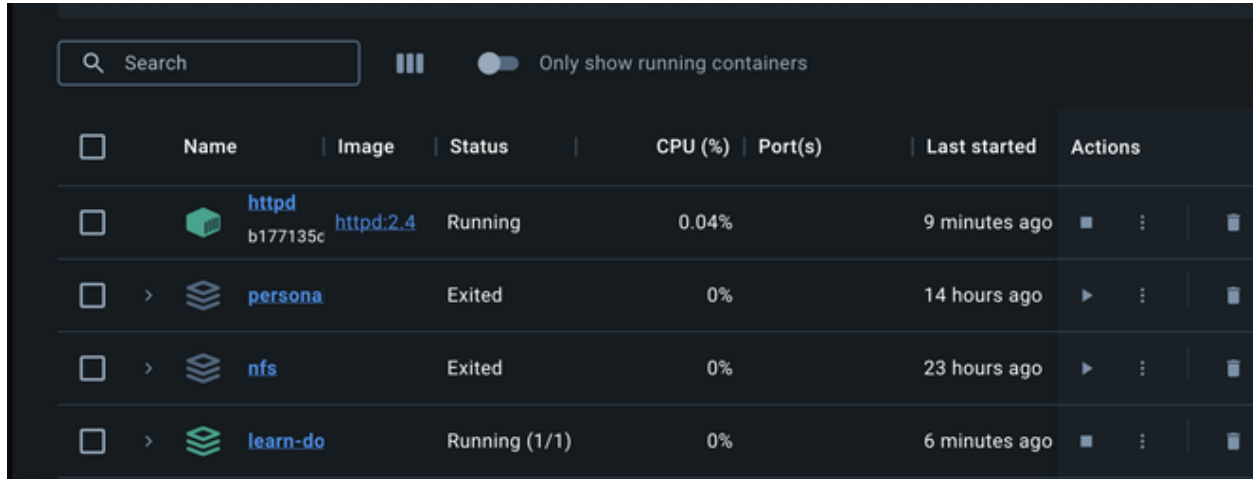 Search Only show running containers
Name Image Status CPU (%) Port(s) Last started Actions
httpd
b177135c httpd:2.4 Running 0.04% 9 minutes ago
persona Exited 0% 14 hours ago
nfs Exited 0% 23 hours ago
learn-do Running (1/1) 0% 6 minutes ago